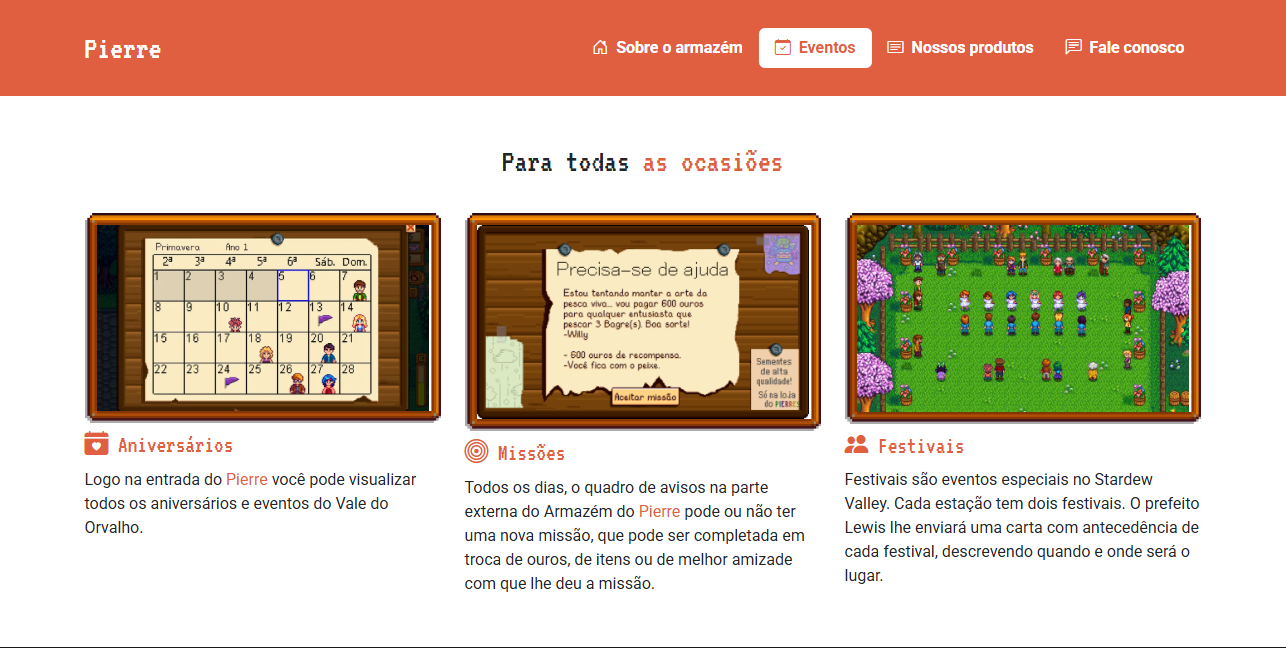 Pierre
Sobre o armazém
Eventos
Nossos produtos
Fale conosco
Para todas as ocasiões
Primavera Ano 1
2ª 3ª 4ª 5ª 6ª Sáb. Dom.
1 2 3 4 5 6 7
8 9 10 11 12 13 14
15 16 17 18 19 20 21
22 23 24 25 26 27 28
Aniversários
Logo na entrada do Pierre você pode visualizar
todos os aniversários e eventos do Vale do
Orvalho.
Precisa-se de ajuda
Estou tentando manter a arte da
pesca viva... vou pagar 600 ouros
para qualquer entusiasta que
pescar 3 Bagre(s). Boa sorte!
-Willy
- 600 ouros de recompensa.
-Você fica com o peixe.
Aceitar missão
Sementes
de alta
qualidade!
Só na loja
do PIERRES
Missões
Todos os dias, o quadro de avisos na parte
externa do Armazém do Pierre pode ou não ter
uma nova missão, que pode ser completada em
troca de ouros, de itens ou de melhor amizade
com que lhe deu a missão.
Festivais
Festivais são eventos especiais no Stardew
Valley. Cada estação tem dois festivais. O prefeito
Lewis lhe enviará uma carta com antecedência de
cada festival, descrevendo quando e onde será o
lugar.